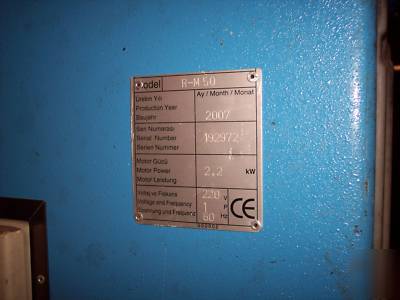 Model R-M 50
Üretim Yılı Ay / Month / Monat
Production Year
Baujahr 2007
Seri Numarası
Serial Number 192972
Serien Nummer
Motor Gücü
Motor Power 2,2 kW
Motor Leistung
Voltaj ve Frekans 220 V
Voltage and Frequency 1 P
Spannung und Frequenz 60 Hz
CE